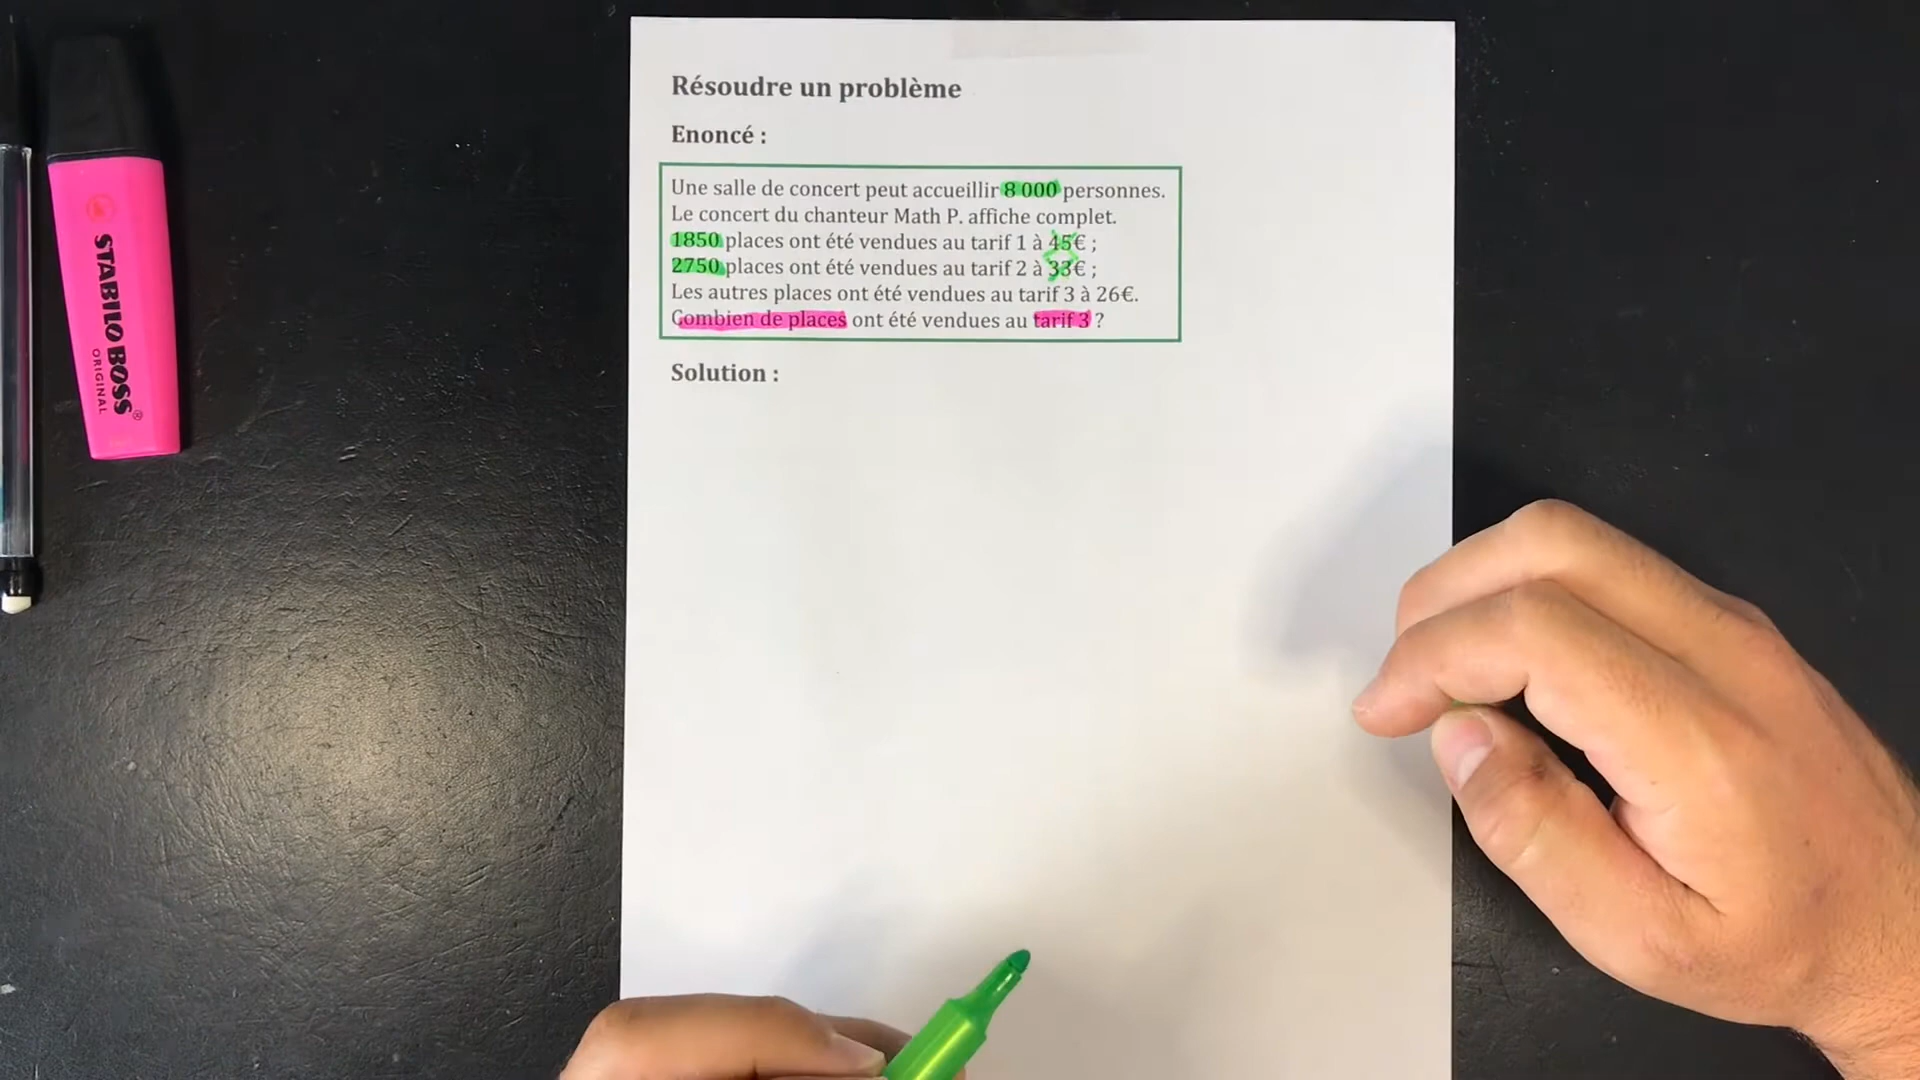 Résoudre un problème
Enoncé :
Une salle de concert peut accueillir 8 000 personnes.
Le concert du chanteur Math P. affiche complet.
1850 places ont été vendues au tarif 1 à 45€ ;
2750 places ont été vendues au tarif 2 à 33€ ;
Les autres places ont été vendues au tarif 3 à 26€.
Combien de places ont été vendues au tarif 3 ?
Solution :
STABILO BOSS®
ORIGINAL